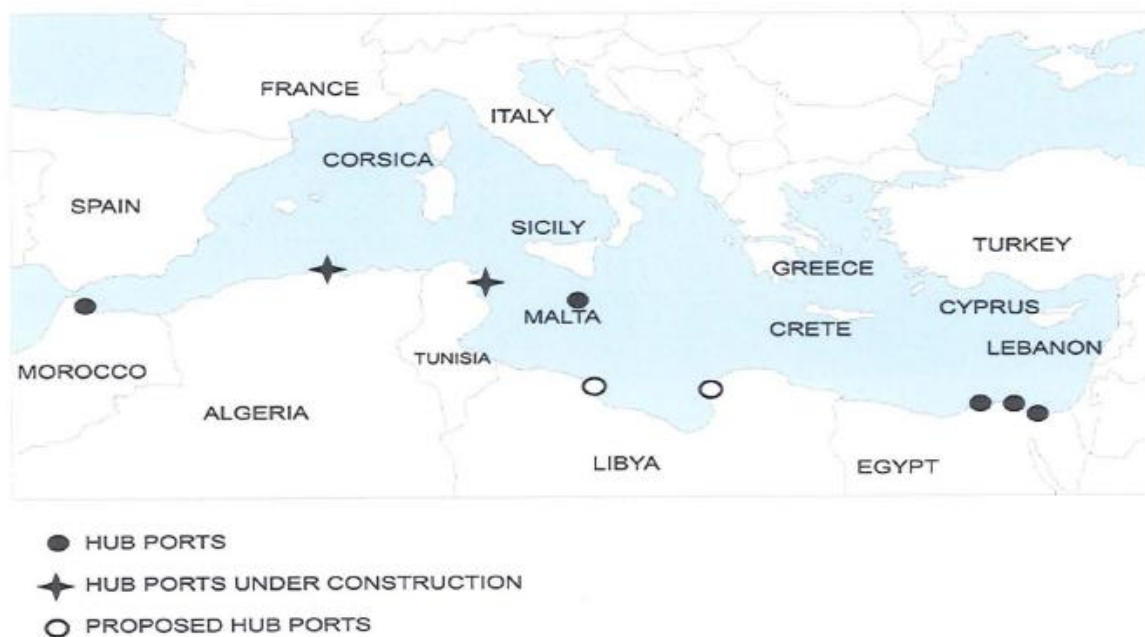 FRANCE
ITALY
CORSICA
SPAIN
SICILY
TURKEY
GREECE
CYPRUS
MALTA
CRETE
LEBANON
TUNISIA
MOROCCO
ALGERIA
LIBYA
EGYPT
HUB PORTS
HUB PORTS UNDER CONSTRUCTION
PROPOSED HUB PORTS